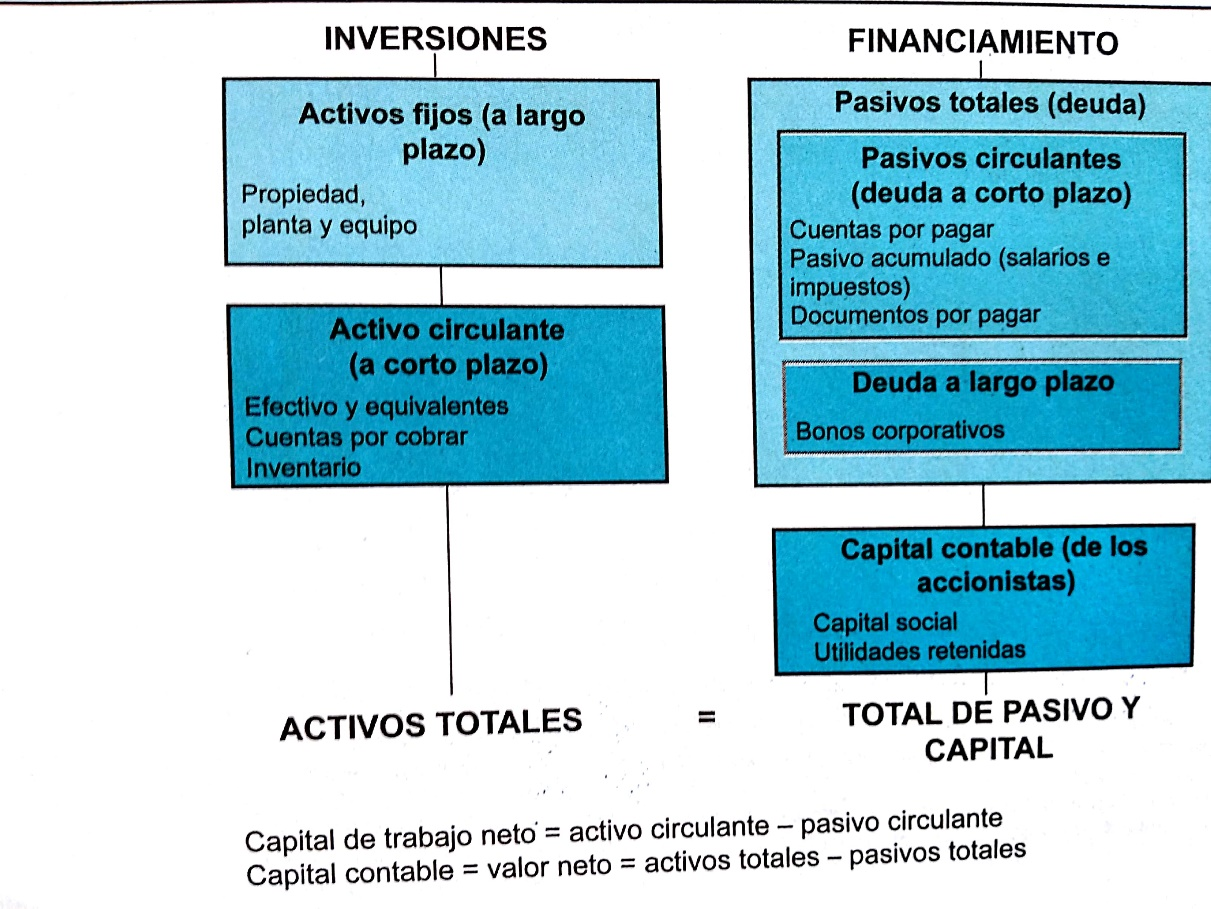 INVERSIONES
Activos fijos (a largo
plazo)
Propiedad,
planta y equipo
Activo circulante
(a corto plazo)
Efectivo y equivalentes
Cuentas por cobrar
Inventario
ACTIVOS TOTALES
=
FINANCIAMIENTO
Pasivos totales (deuda)
Pasivos circulantes
(deuda a corto plazo)
Cuentas por pagar
Pasivo acumulado (salarios e
impuestos)
Documentos por pagar
Deuda a largo plazo
Bonos corporativos
Capital contable (de los
accionistas)
Capital social
Utilidades retenidas
TOTAL DE PASIVO Y
CAPITAL
Capital de trabajo neto = activo circulante – pasivo circulante
Capital contable = valor neto = activos totales – pasivos totales